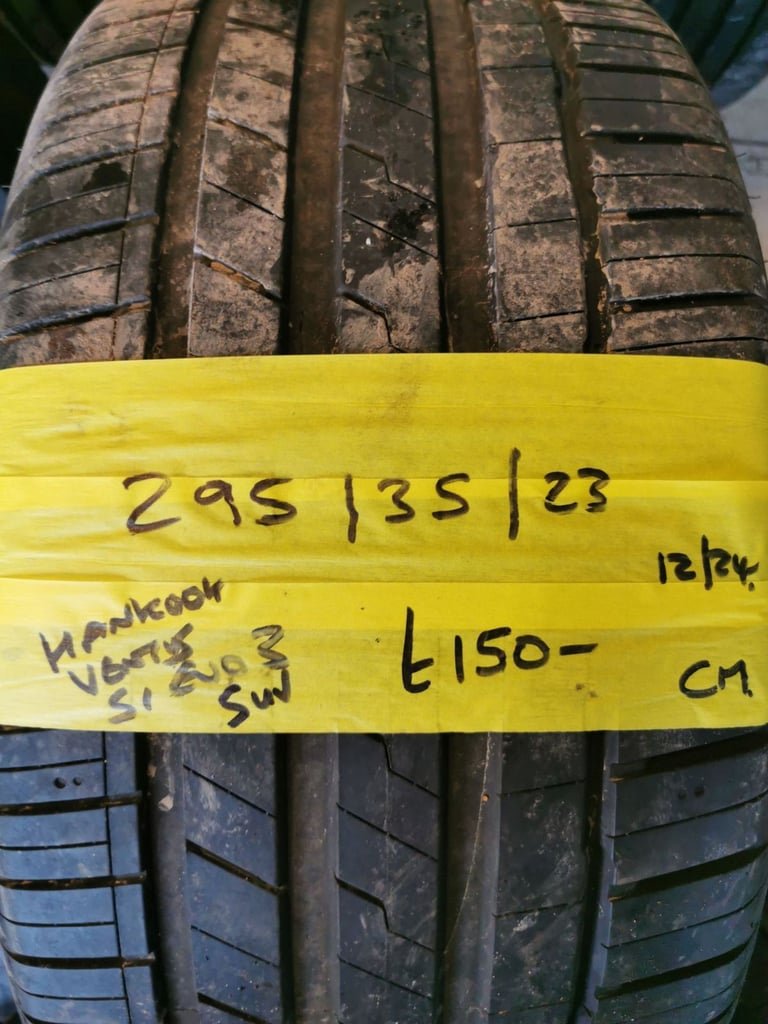 295/35/23
12/24
HANKOOK
VENTUS
S1 EVO 3
SUV
£150-
CM